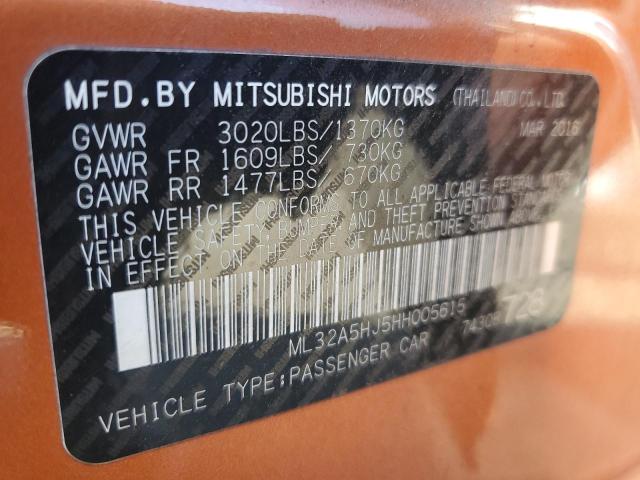 MFD.BY MITSUBISHI MOTORS (THAILAND)CO.,LTD.
GVWR 3020LBS/1370KG MAR 2016
GAWR FR 1609LBS/ 730KG
GAWR RR 1477LBS/ 670KG
THIS VEHICLE CONFORMS TO ALL APPLICABLE FEDERAL MOTOR
VEHICLE SAFETY, BUMPER AND THEFT PREVENTION STANDARDS
IN EFFECT ON THE DATE OF MANUFACTURE SHOWN ABOVE
ML32A5HJ5HH005615
7430 728
VEHICLE TYPE:PASSENGER CAR